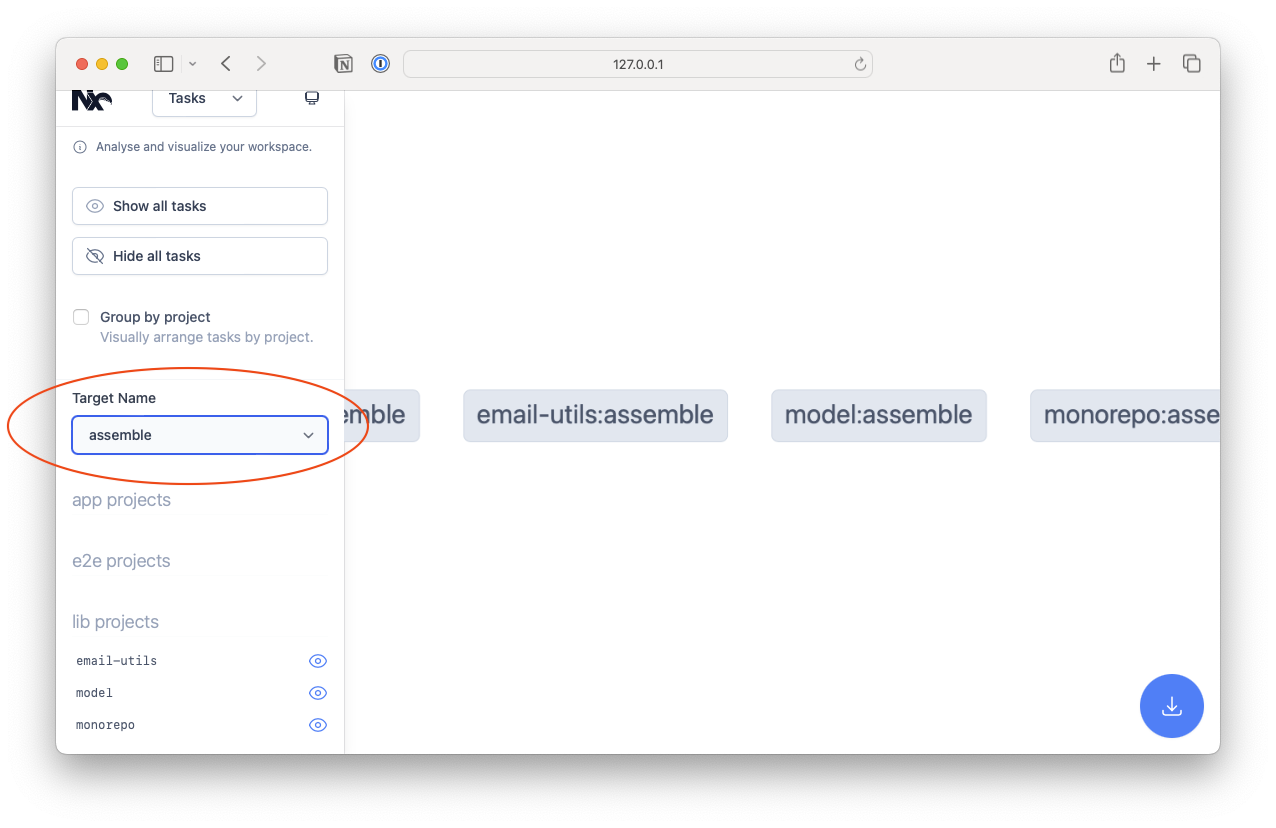 127.0.0.1
Nx
Tasks
Analyse and visualize your workspace.
Show all tasks
Hide all tasks
Group by project
Visually arrange tasks by project.
Target Name
assemble
app projects
e2e projects
lib projects
email-utils
model
monorepo
emble
email-utils:assemble
model:assemble
monorepo:asse